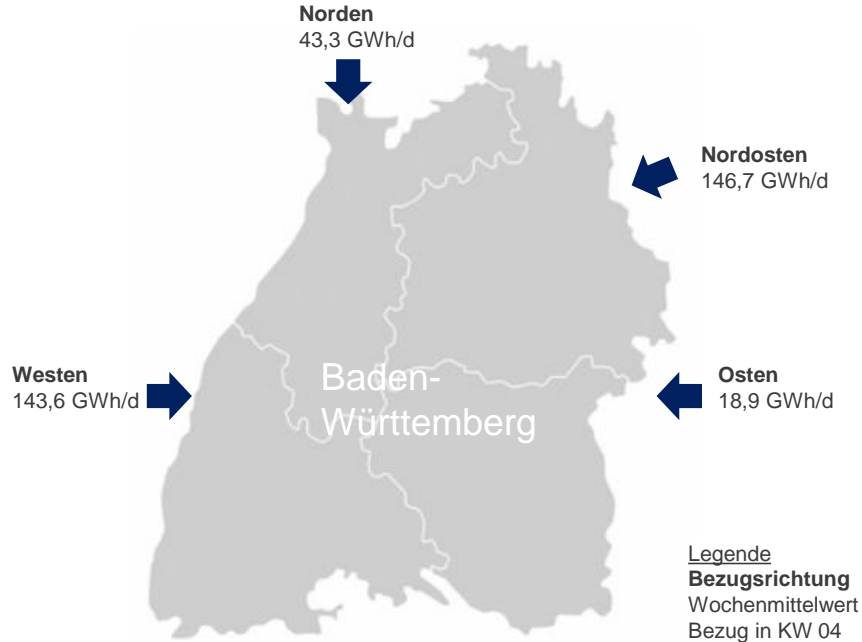 Norden
43,3 GWh/d
Nordosten
146,7 GWh/d
Westen
143,6 GWh/d
Baden-
Württemberg
Osten
18,9 GWh/d
Legende
Bezugsrichtung
Wochenmittelwert
Bezug in KW 04